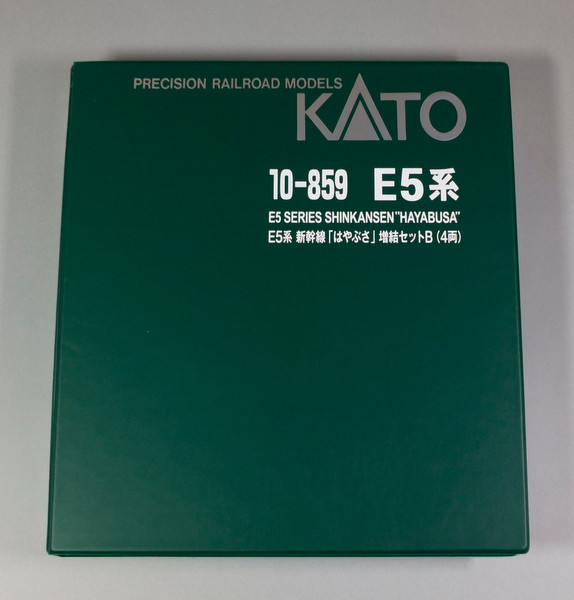 PRECISION RAILROAD MODELS
KATO
10-859 E5系
E5 SERIES SHINKANSEN"HAYABUSA"
E5系 新幹線「はやぶさ」増結セットB(4両)